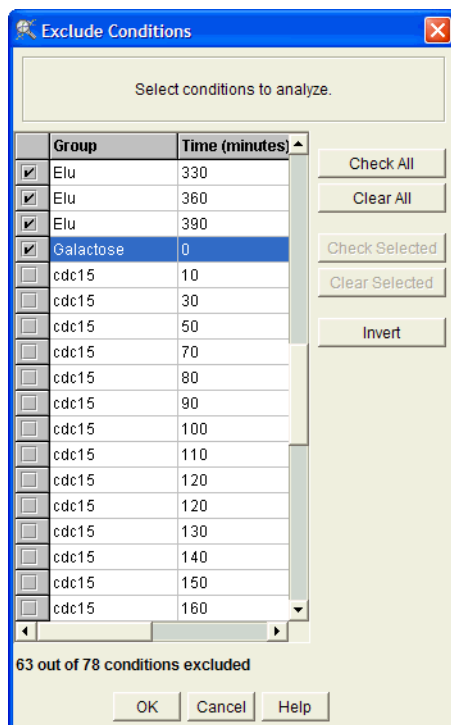 Exclude Conditions
Select conditions to analyze.
Group Time (minutes)
Elu 330
Elu 360
Elu 390
Galactose 0
cdc15 10
cdc15 30
cdc15 50
cdc15 70
cdc15 80
cdc15 90
cdc15 100
cdc15 110
cdc15 120
cdc15 120
cdc15 130
cdc15 140
cdc15 150
cdc15 160
Check All
Clear All
Check Selected
Clear Selected
Invert
63 out of 78 conditions excluded
OK Cancel Help